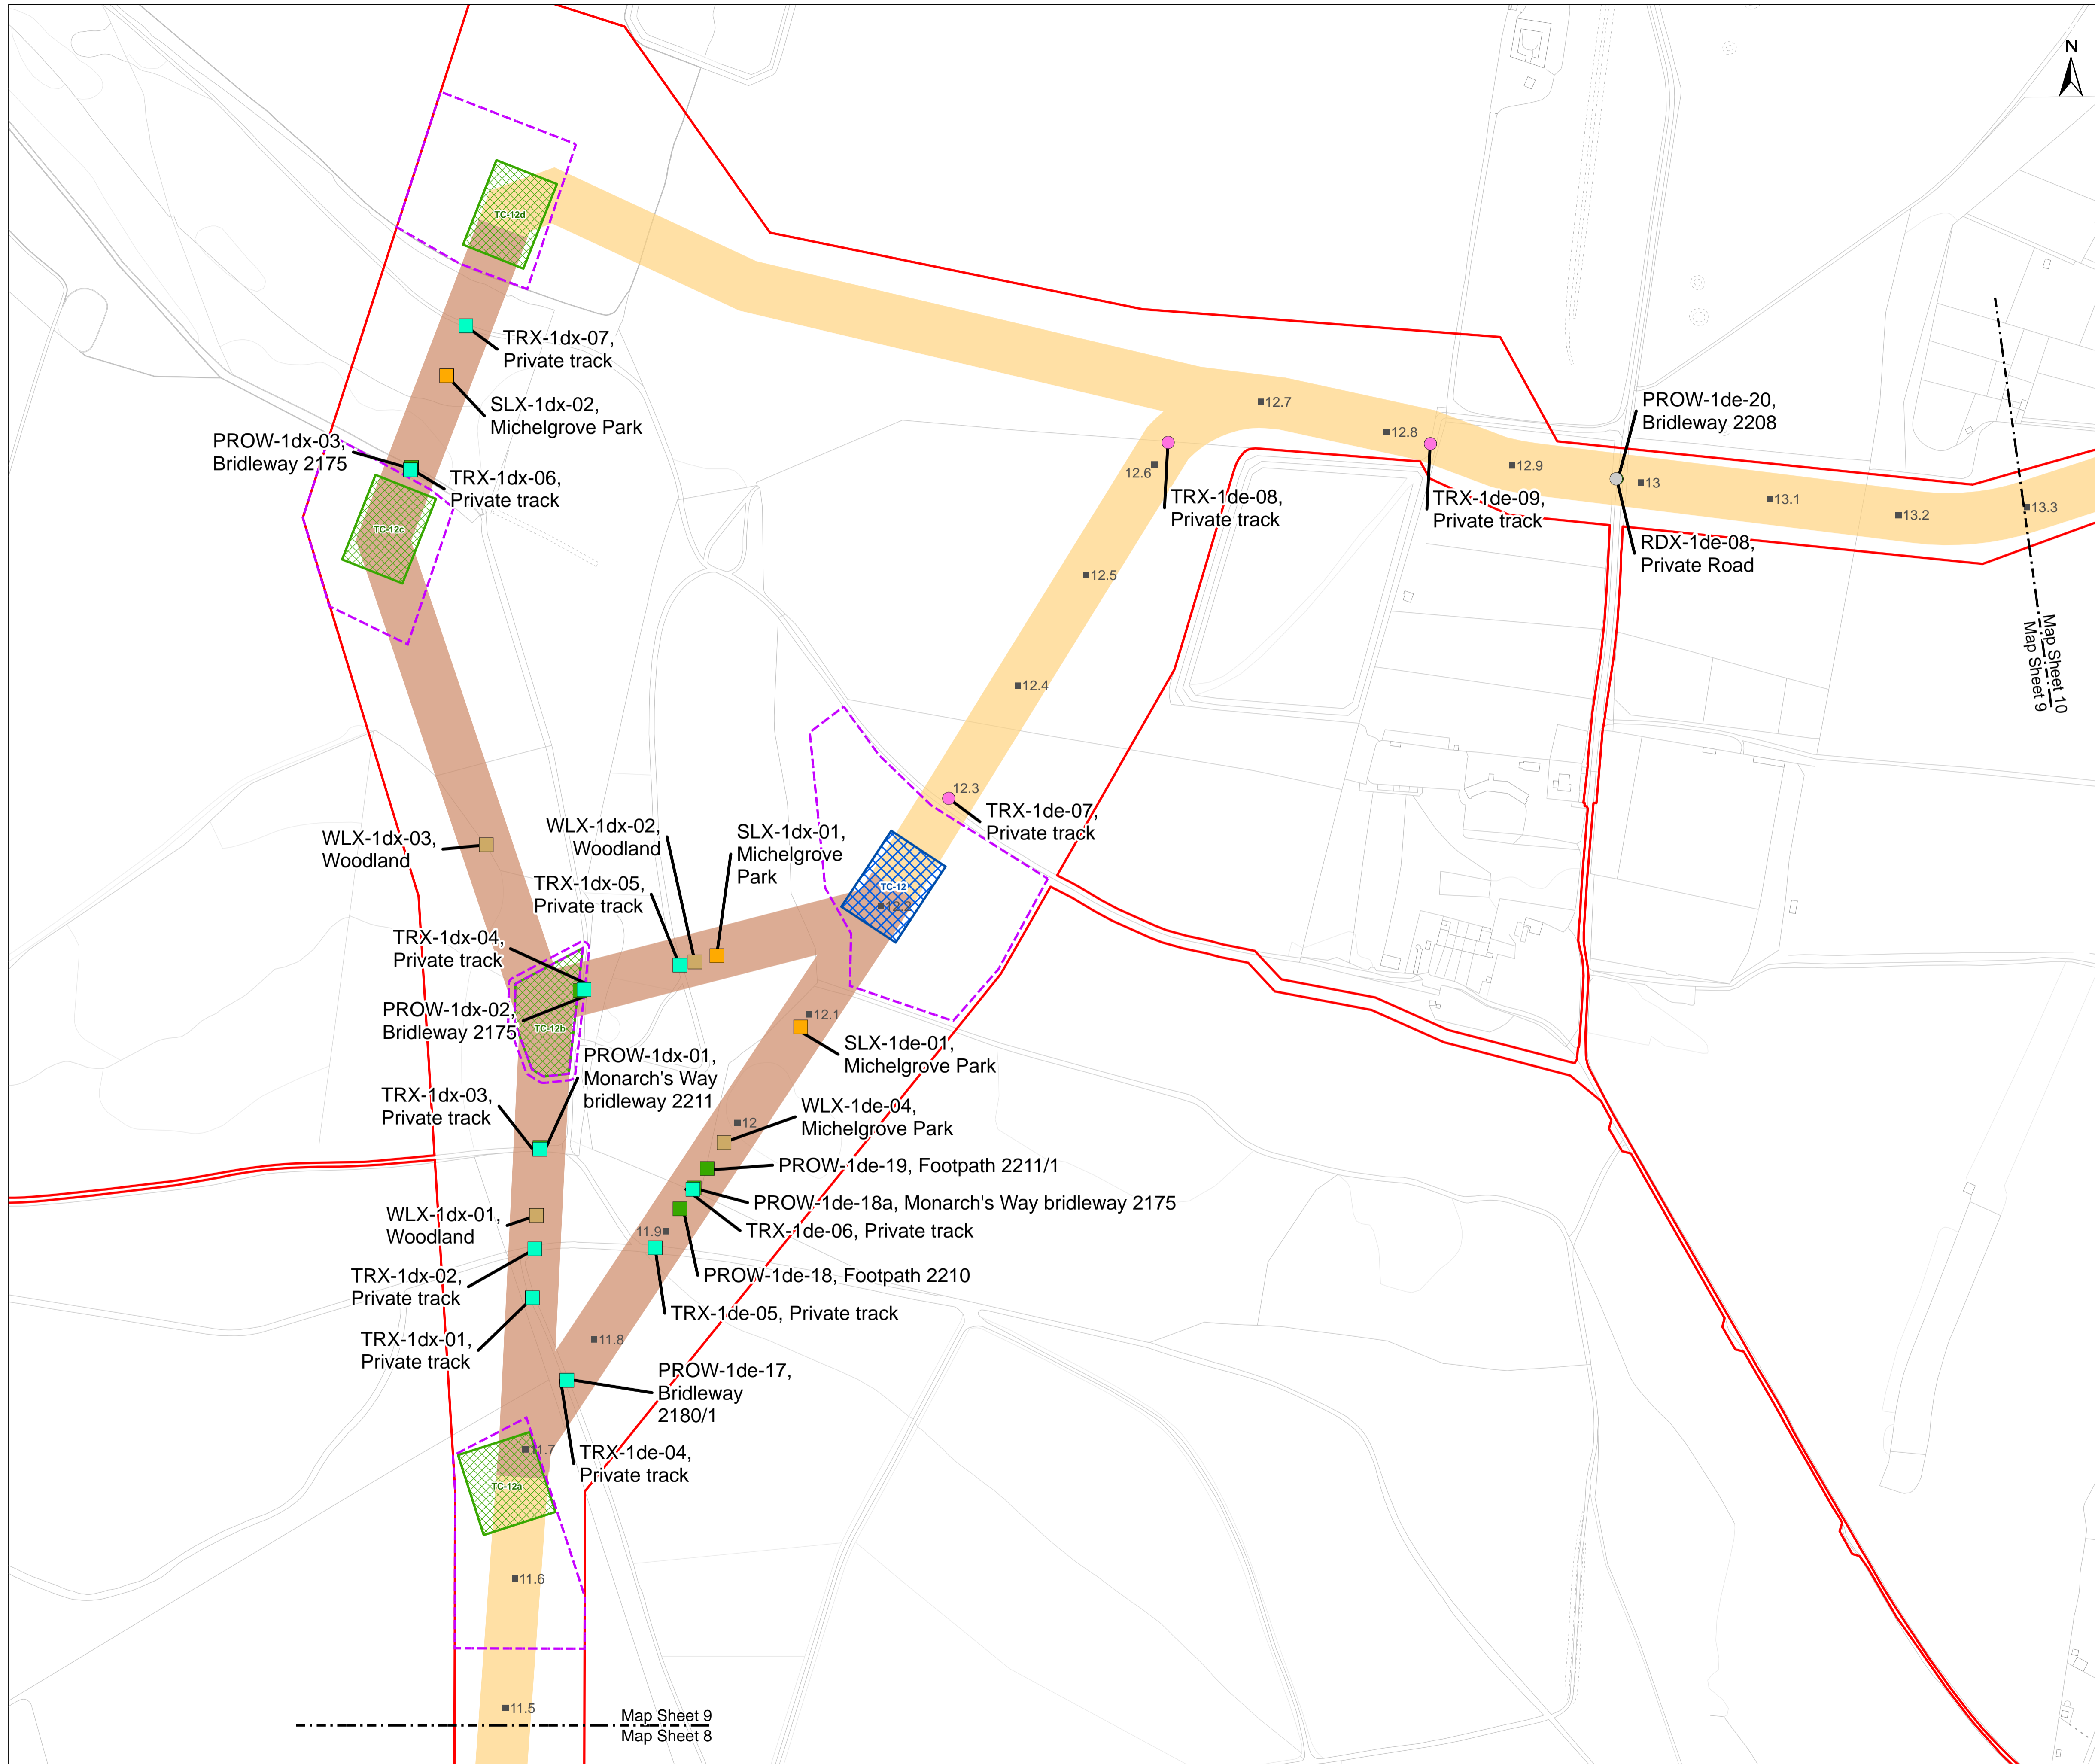 N
TC-12d
TRX-1dx-07,
Private track
SLX-1dx-02,
Michelgrove Park
PROW-1dx-03,
Bridleway 2175
TRX-1dx-06,
Private track
TC-12c
12.7
12.8
12.6
12.9
13
13.1
13.2
13.3
PROW-1de-20,
Bridleway 2208
TRX-1de-08,
Private track
TRX-1de-09,
Private track
RDX-1de-08,
Private Road
Map Sheet 10
Map Sheet 9
12.5
12.4
12.3
TRX-1de-07,
Private track
WLX-1dx-03,
Woodland
WLX-1dx-02,
Woodland
SLX-1dx-01,
Michelgrove
Park
TRX-1dx-05,
Private track
TC-12
12.2
TRX-1dx-04,
Private track
PROW-1dx-02,
Bridleway 2175
TC-12b
12.1
SLX-1de-01,
Michelgrove Park
PROW-1dx-01,
Monarch's Way
bridleway 2211
TRX-1dx-03,
Private track
12
WLX-1de-04,
Michelgrove Park
PROW-1de-19, Footpath 2211/1
PROW-1de-18a, Monarch's Way bridleway 2175
TRX-1de-06, Private track
WLX-1dx-01,
Woodland
11.9
PROW-1de-18, Footpath 2210
TRX-1dx-02,
Private track
TRX-1de-05, Private track
TRX-1dx-01,
Private track
11.8
PROW-1de-17,
Bridleway
2180/1
TRX-1de-04,
Private track
11.7
TC-12a
11.6
11.5
Map Sheet 9
Map Sheet 8